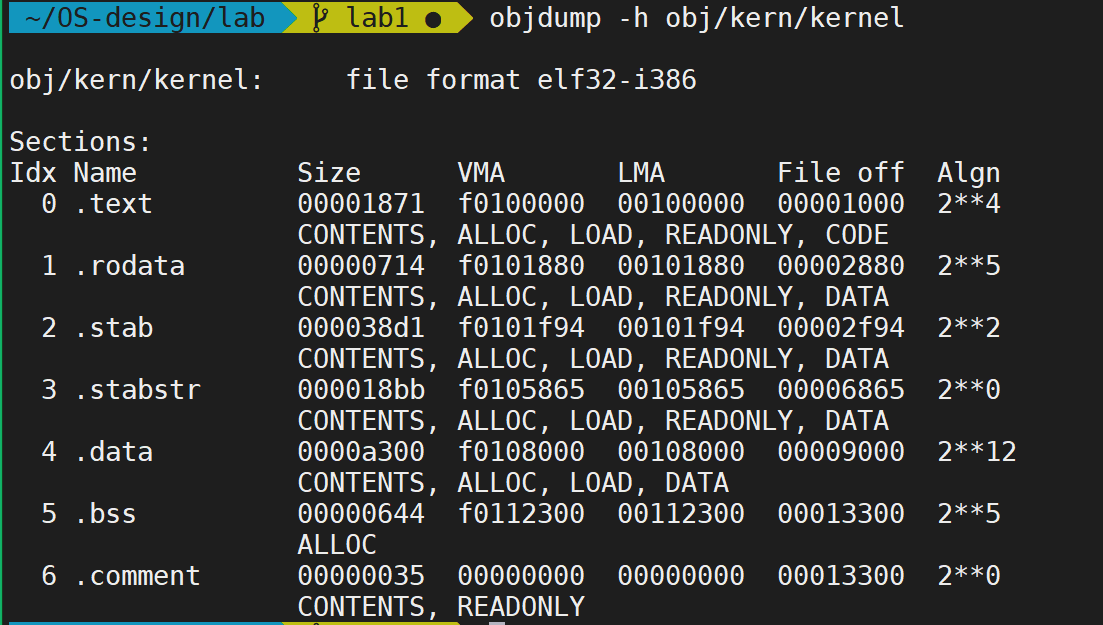 ~/OS-design/lab lab1 ● objdump -h obj/kern/kernel
obj/kern/kernel:     file format elf32-i386
Sections:
Idx Name          Size      VMA       LMA       File off  Algn
  0 .text         00001871  f0100000  00100000  00001000  2**4
                  CONTENTS, ALLOC, LOAD, READONLY, CODE
  1 .rodata       00000714  f0101880  00101880  00002880  2**5
                  CONTENTS, ALLOC, LOAD, READONLY, DATA
  2 .stab         000038d1  f0101f94  00101f94  00002f94  2**2
                  CONTENTS, ALLOC, LOAD, READONLY, DATA
  3 .stabstr      000018bb  f0105865  00105865  00006865  2**0
                  CONTENTS, ALLOC, LOAD, READONLY, DATA
  4 .data         0000a300  f0108000  00108000  00009000  2**12
                  CONTENTS, ALLOC, LOAD, DATA
  5 .bss          00000644  f0112300  00112300  00013300  2**5
                  ALLOC
  6 .comment      00000035  00000000  00000000  00013300  2**0
                  CONTENTS, READONLY